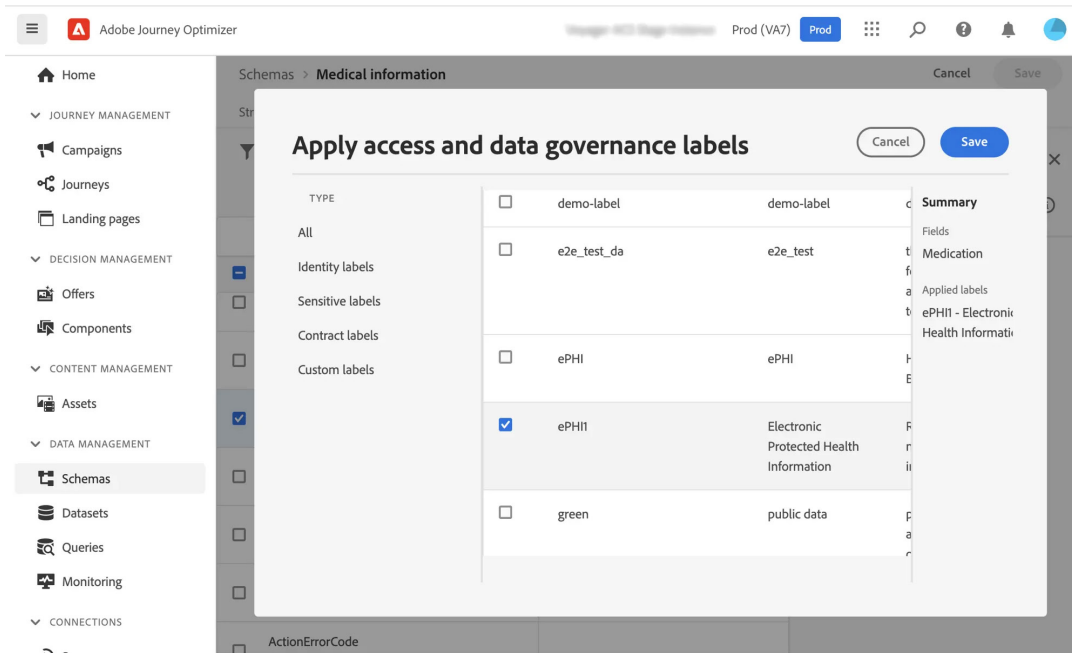 Adobe Journey Optimizer
Prod (VA7)
Prod
Home
JOURNEY MANAGEMENT
Campaigns
Journeys
Landing pages
DECISION MANAGEMENT
Offers
Components
CONTENT MANAGEMENT
Assets
DATA MANAGEMENT
Schemas
Datasets
Queries
Monitoring
CONNECTIONS
Schemas > Medical information
Cancel
Save
Str
Apply access and data governance labels
Cancel
Save
TYPE
All
Identity labels
Sensitive labels
Contract labels
Custom labels
demo-label
demo-label
e2e_test_da
e2e_test
ePHI
ePHI
ePHI1
Electronic
Protected Health
Information
green
public data
Summary
Fields
Medication
Applied labels
ePHI1 - Electroni
Health Informati
ActionErrorCode